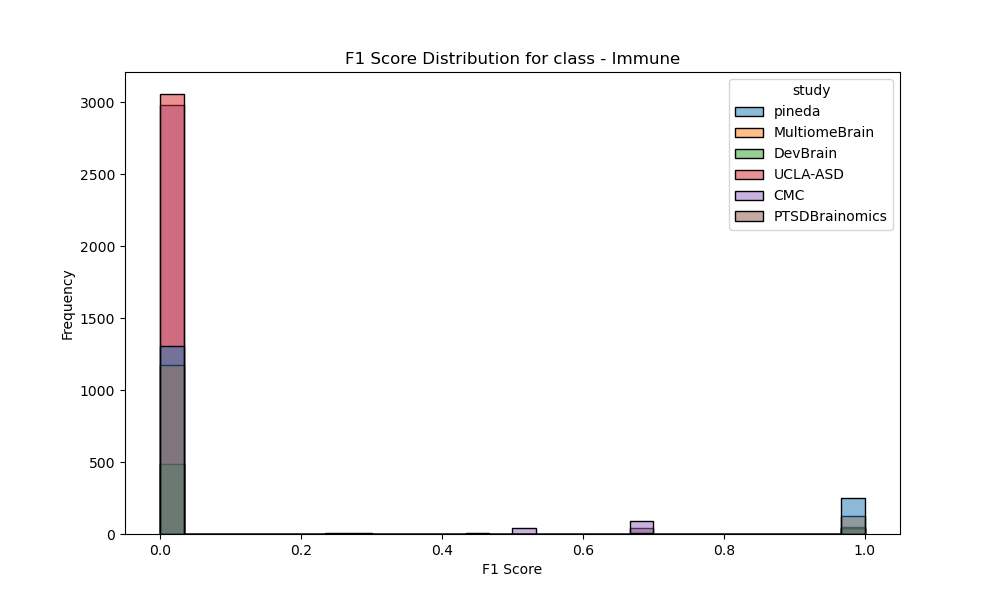 F1 Score Distribution for class - Immune
study
pineda
MultiomeBrain
DevBrain
UCLA-ASD
CMC
PTSDBrainomics
Frequency
3000
2500
2000
1500
1000
500
0
0.0 0.2 0.4 0.6 0.8 1.0
F1 Score